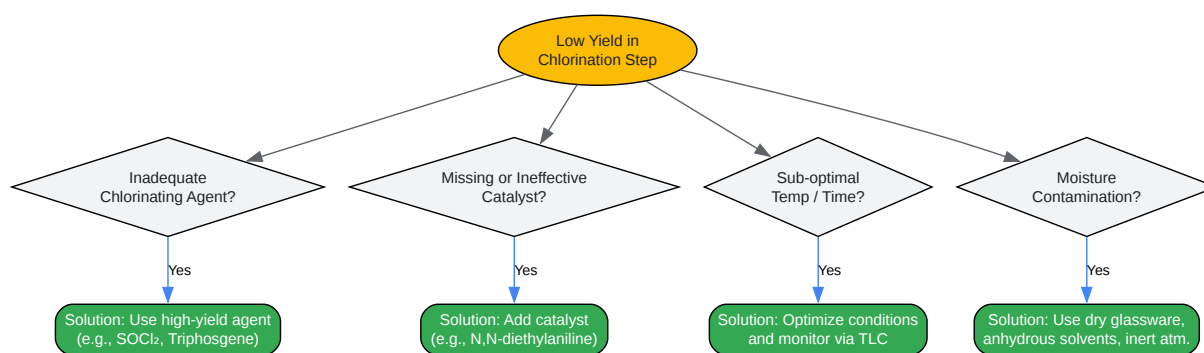 Low Yield in
Chlorination Step
Inadequate
Chlorinating Agent?
Missing or Ineffective
Catalyst?
Sub-optimal
Temp / Time?
Moisture
Contamination?
Yes
Yes
Yes
Yes
Solution: Use high-yield agent
(e.g., SOCl₂, Triphosgene)
Solution: Add catalyst
(e.g., N,N-diethylaniline)
Solution: Optimize conditions
and monitor via TLC
Solution: Use dry glassware,
anhydrous solvents, inert atm.